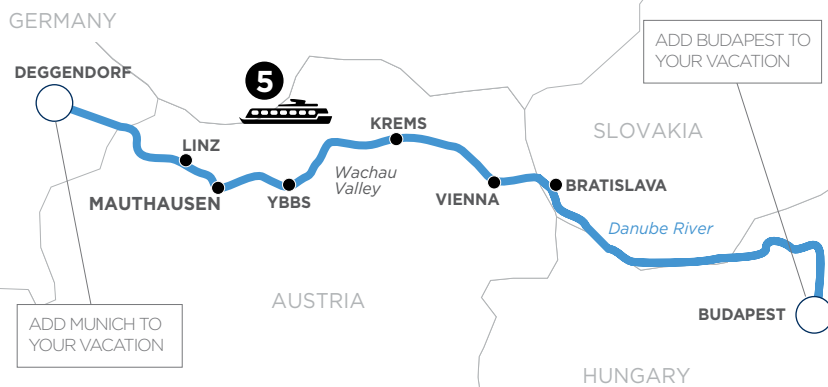 GERMANY
ADD BUDAPEST TO
YOUR VACATION
DEGGENDORF
5
KREMS
SLOVAKIA
LINZ
Wachau
Valley
BRATISLAVA
MAUTHAUSEN
YBBS
VIENNA
Danube River
AUSTRIA
BUDAPEST
ADD MUNICH TO
YOUR VACATION
HUNGARY